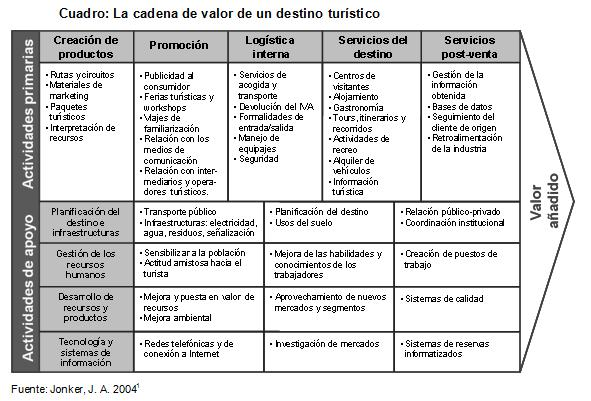 Cuadro: La cadena de valor de un destino turístico
Actividades primarias
Creación de
productos
• Rutas y circuitos
• Materiales de
marketing
• Paquetes
turísticos
• Interpretación de
recursos
Promoción
• Publicidad al
consumidor
• Ferias turísticas y
workshops
• Viajes de
familiarización
• Relación con los
medios de
comunicación
• Relación con inter-
mediarios y opera-
dores turísticos.
Logística
interna
• Servicios de
acogida y
transporte
• Devolución del IVA
• Formalidades de
entrada/salida
• Manejo de
equipajes
• Seguridad
Servicios del
destino
• Centros de
visitantes
• Alojamiento
• Gastronomía
• Tours, itinerarios y
recorridos
• Actividades de
recreo
• Alquiler de
vehículos
• Información
turística
Servicios
post-venta
• Gestión de la
información
obtenida
• Bases de datos
• Seguimiento del
cliente de origen
• Retroalimentación
de la industria
Actividades de apoyo
Planificación del
destino e
infraestructuras
• Transporte público
• Infraestructuras: electricidad,
agua, residuos, señalización
• Planificación del destino
• Usos del suelo
• Relación público-privado
• Coordinación institucional
Gestión de los
recursos
humanos
• Sensibilizar a la población
• Actitud amistosa hacia el
turista
• Mejora de las habilidades y
conocimientos de los
trabajadores
• Creación de puestos de
trabajo
Desarrollo de
recursos y
productos
• Mejora y puesta en valor de
recursos
• Mejora ambiental
• Aprovechamiento de nuevos
mercados y segmentos
• Sistemas de calidad
Tecnología y
sistemas de
información
• Redes telefónicas y de
conexión a Internet
• Investigación de mercados
• Sistemas de reservas
informatizados
Valor
añadido
Fuente: Jonker, J. A. 2004¹